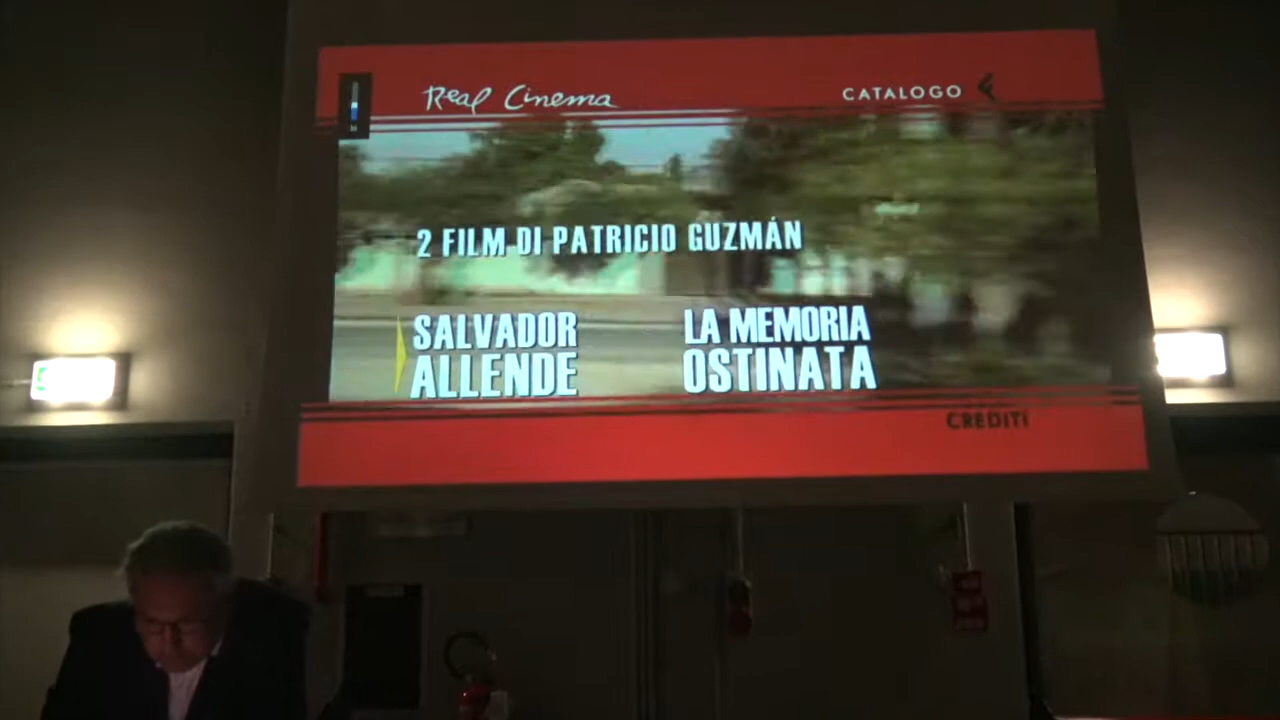 Real Cinema
CATALOGO
2 FILM DI PATRICIO GUZMÁN
SALVADOR
ALLENDE
LA MEMORIA
OSTINATA
CREDITI